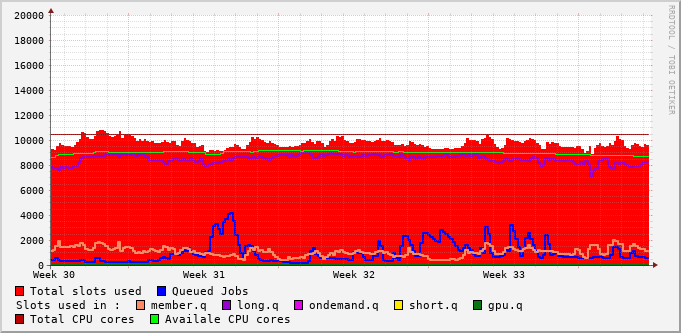 20000
18000
16000
14000
12000
10000
8000
6000
4000
2000
0
Week 30 Week 31 Week 32 Week 33
RRDTOOL / TOBI OETIKER
Total slots used Queued Jobs
Slots used in : member.q long.q ondemand.q short.q gpu.q
Total CPU cores Availale CPU cores